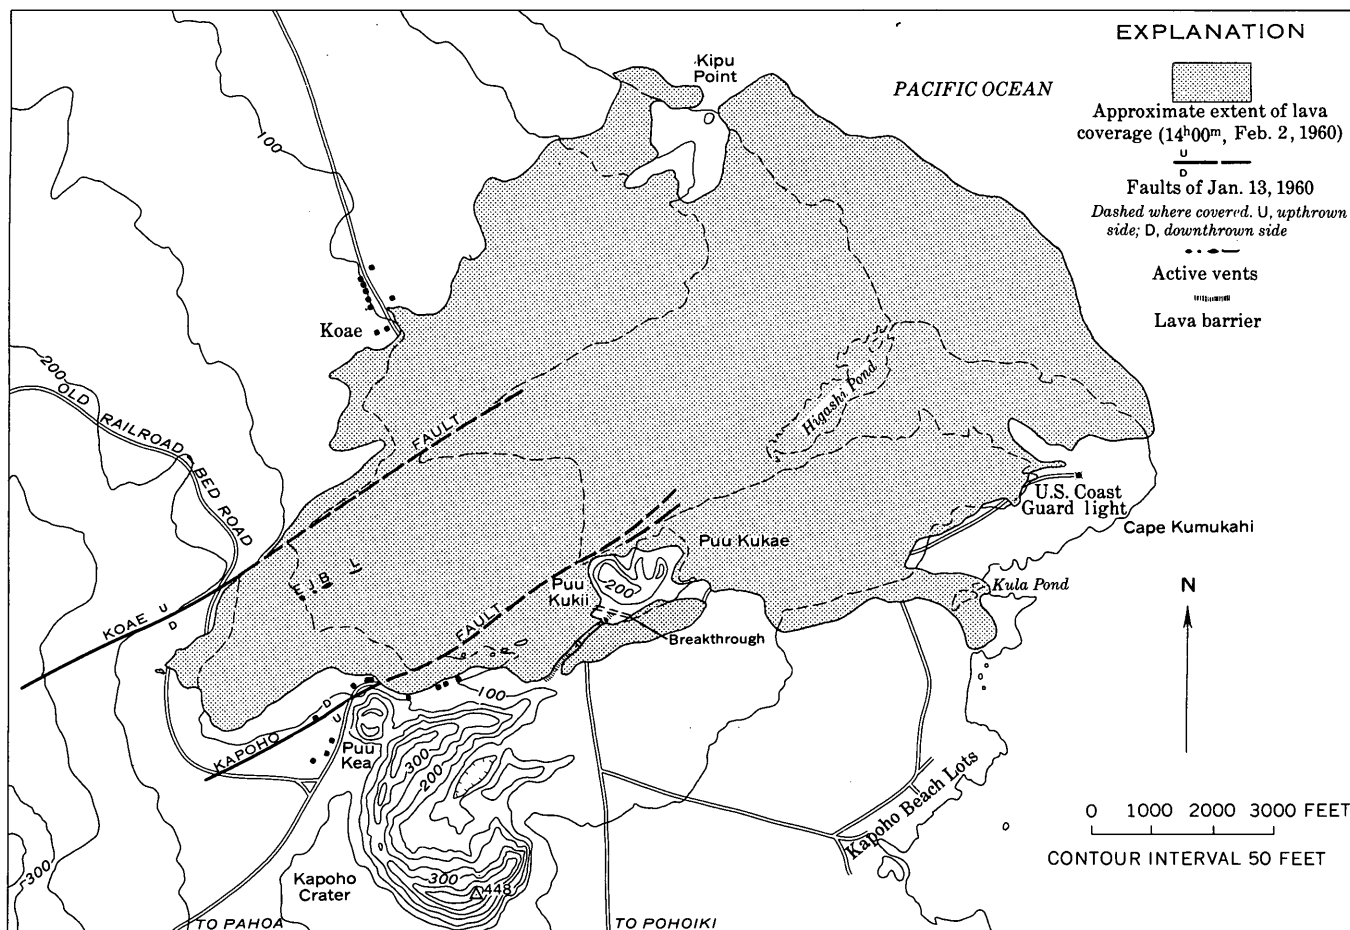 EXPLANATION
Approximate extent of lava
coverage (14ʰ00ᵐ, Feb. 2, 1960)
U
D
Faults of Jan. 13, 1960
Dashed where covered. U, upthrown
side; D, downthrown side
Active vents
Lava barrier
Kipu
Point
PACIFIC OCEAN
100
Koae
200
OLD RAILROAD BED ROAD
FAULT
Higashi Pond
U.S. Coast
Guard light
Cape Kumukahi
Puu Kukae
200
Puu
Kukii
Kula Pond
N
E
I
B
L
KOAE
U
D
FAULT
Breakthrough
100
D
U
KAPOHO
Puu
Kea
300
200
Kapoho Beach Lots
0 1000 2000 3000 FEET
CONTOUR INTERVAL 50 FEET
300
Kapoho
Crater
300
448
TO PAHOA
TO POHOIKI